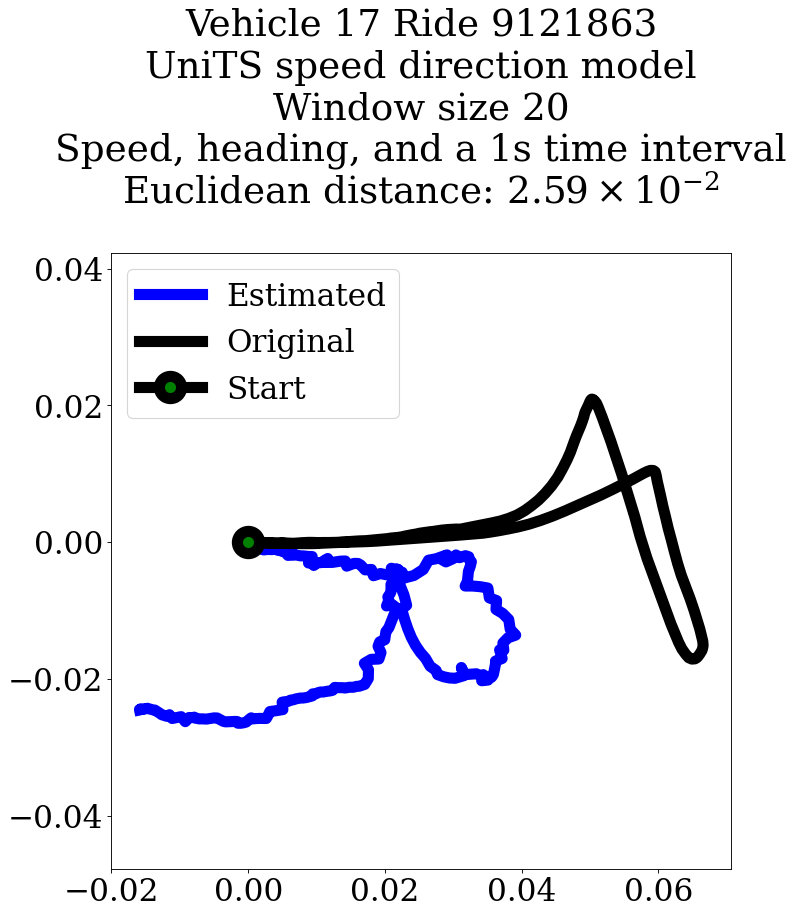 Vehicle 17 Ride 9121863
UniTS speed direction model
Window size 20
Speed, heading, and a 1s time interval
Euclidean distance: 2.59 × 10⁻²
0.04
Estimated
Original
Start
0.02
0.00
−0.02
−0.04
−0.02 0.00 0.02 0.04 0.06